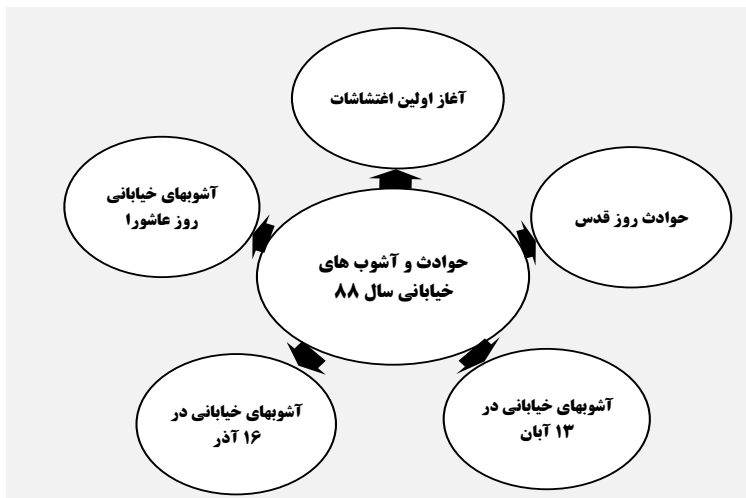 آغاز اولین اغتشاشات
حوادث روز قدس
آشوبهای خیابانی در
۱۳ آبان
آشوبهای خیابانی در
۱۶ آذر
آشوبهای خیابانی
روز عاشورا
حوادث و آشوب های
خیابانی سال ۸۸